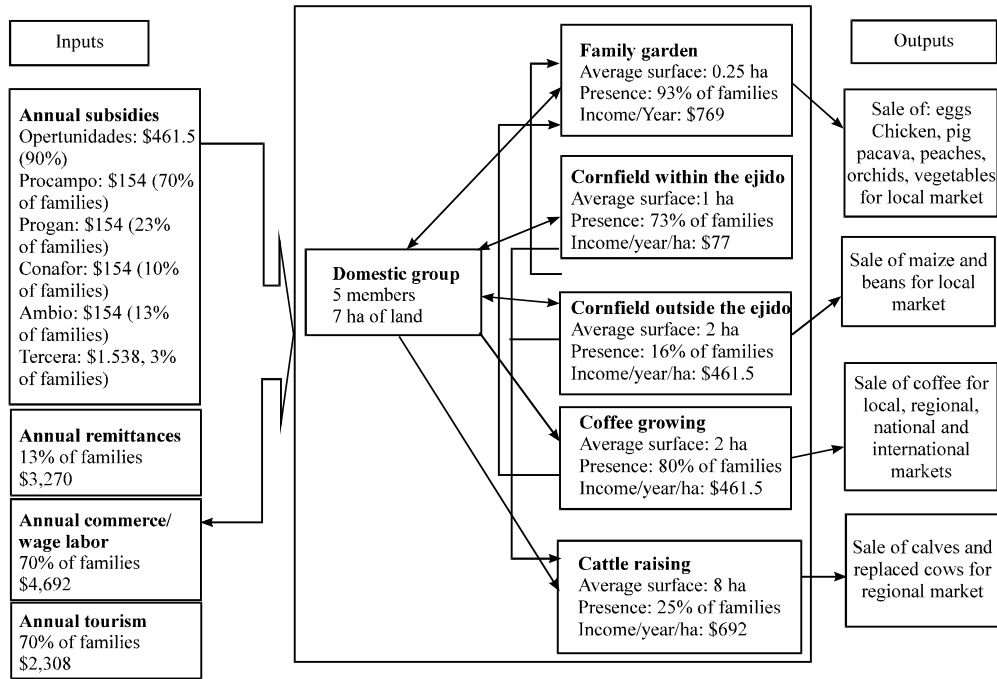 Inputs
Annual subsidies
Opertunidades: $461.5
(90%)
Procampo: $154 (70%
of families)
Progan: $154 (23%
of families)
Conafor: $154 (10%
of families)
Ambio: $154 (13%
of families)
Tercera: $1.538, 3%
of families)
Annual remittances
13% of families
$3,270
Annual commerce/
wage labor
70% of families
$4,692
Annual tourism
70% of families
$2,308
Domestic group
5 members
7 ha of land
Family garden
Average surface: 0.25 ha
Presence: 93% of families
Income/Year: $769
Cornfield within the ejido
Average surface:1 ha
Presence: 73% of families
Income/year/ha: $77
Cornfield outside the ejido
Average surface: 2 ha
Presence: 16% of families
Income/year/ha: $461.5
Coffee growing
Average surface: 2 ha
Presence: 80% of families
Income/year/ha: $461.5
Cattle raising
Average surface: 8 ha
Presence: 25% of families
Income/year/ha: $692
Outputs
Sale of: eggs
Chicken, pig
pacava, peaches,
orchids, vegetables
for local market
Sale of maize and
beans for local
market
Sale of coffee for
local, regional,
national and
international
markets
Sale of calves and
replaced cows for
regional market